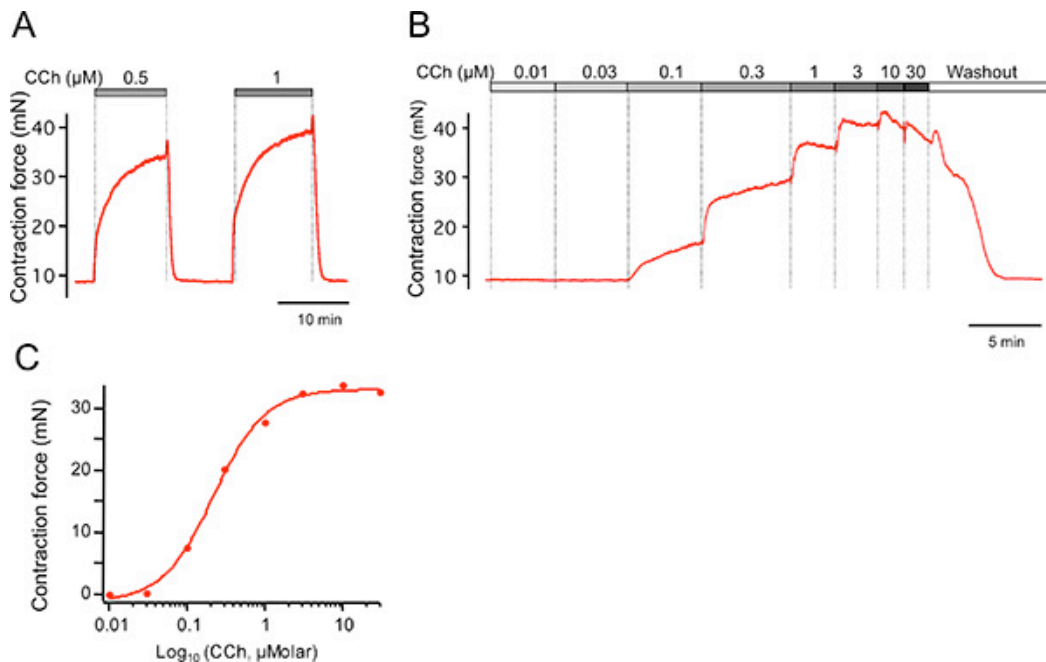 A
CCh (µM) 0.5 1
Contraction force (mN)
40
30
20
10
10 min
B
CCh (µM) 0.01 0.03 0.1 0.3 1 3 10 30 Washout
Contraction force (mN)
40
30
20
10
5 min
C
Contraction force (mN)
30
20
10
0
0.01 0.1 1 10
Log10 (CCh, µMolar)